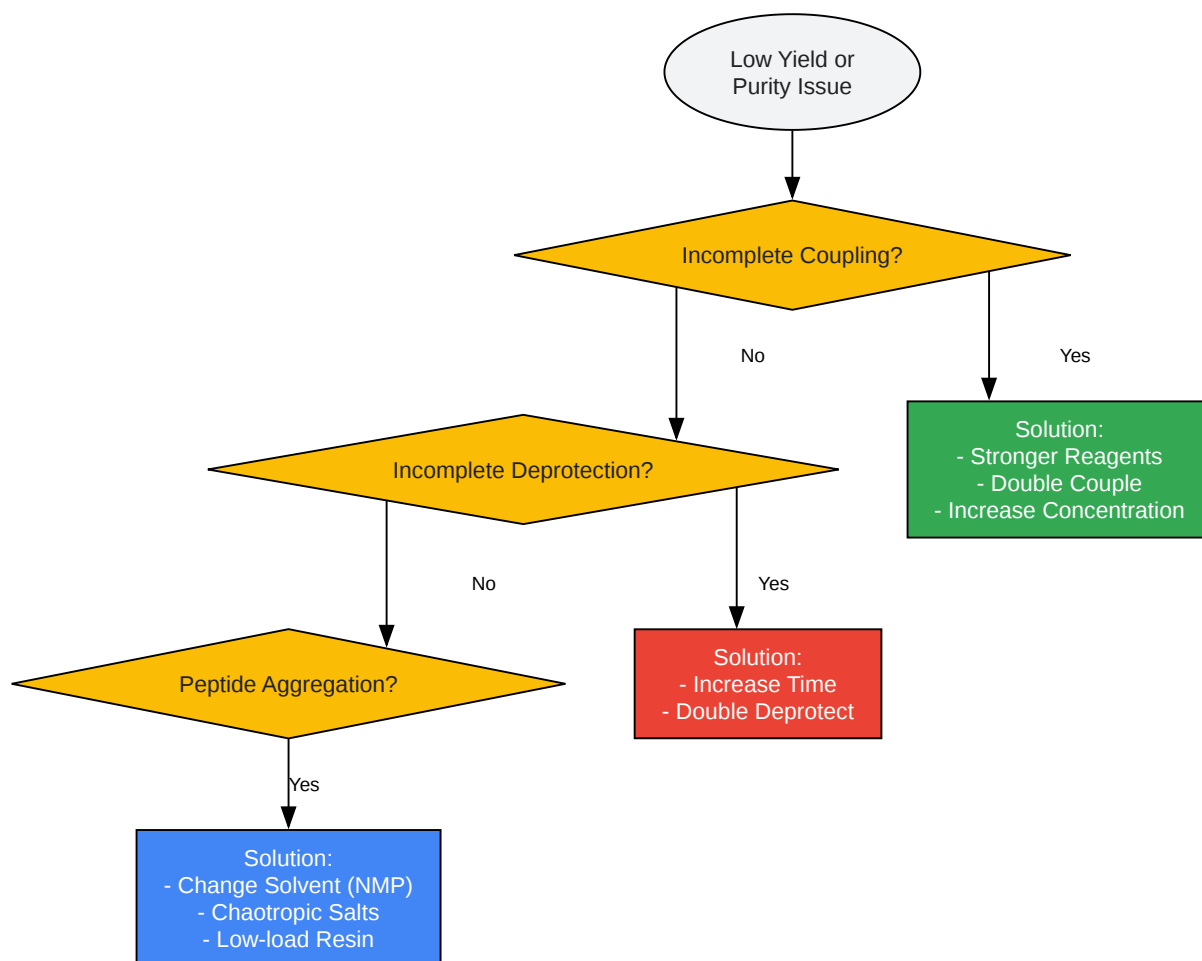 Low Yield or
Purity Issue
Incomplete Coupling?
No
Yes
Solution:
- Stronger Reagents
- Double Couple
- Increase Concentration
Incomplete Deprotection?
No
Yes
Solution:
- Increase Time
- Double Deprotect
Peptide Aggregation?
Yes
Solution:
- Change Solvent (NMP)
- Chaotropic Salts
- Low-load Resin